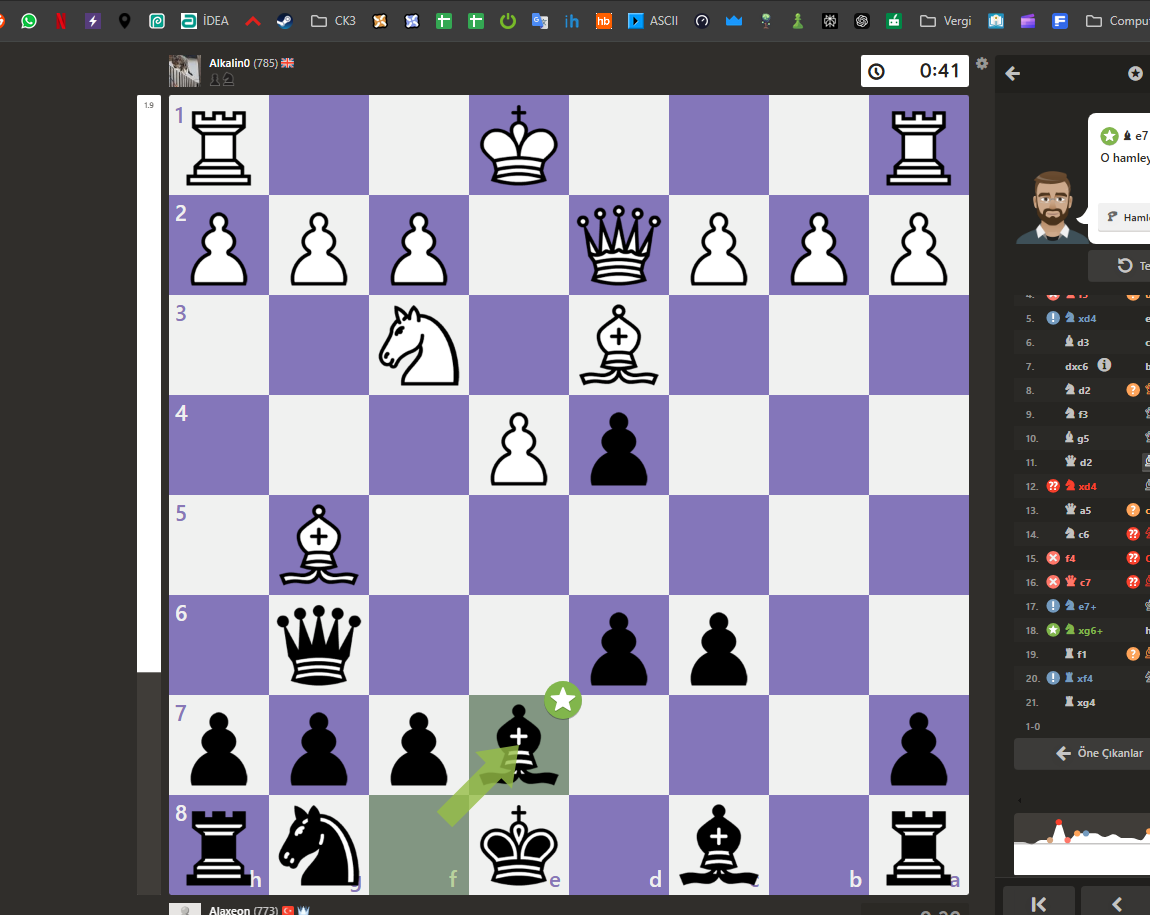 İDEA
CK3
ih
hb
ASCII
Vergi
Comput
Alkalin0 (785)
0:41
1.9
1
2
3
4
5
6
7
8
h
g
f
e
d
c
b
a
e7
O hamley
Hamle
Te
4. f3
5. xd4
6. d3
7. dxc6
8. d2
9. f3
10. g5
11. d2
12. ?? xd4
13. a5
14. c6 ??
15. f4 ??
16. c7 ??
17. ! e7+
18. xg6+ h
19. f1
20. ! xf4
21. xg4
1-0
Öne Çıkanlar
Alaxeon (773)